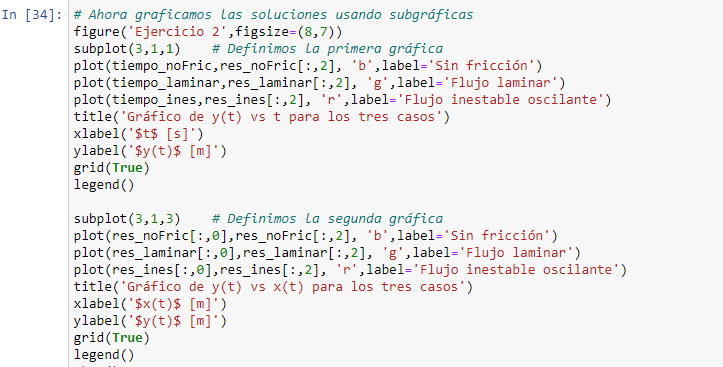 In [34]: # Ahora graficamos las soluciones usando subgráficas
figure('Ejercicio 2',figsize=(8,7))
subplot(3,1,1)    # Definimos la primera gráfica
plot(tiempo_noFric,res_noFric[:,2], 'b',label='Sin fricción')
plot(tiempo_laminar,res_laminar[:,2], 'g',label='Flujo laminar')
plot(tiempo_ines,res_ines[:,2], 'r',label='Flujo inestable oscilante')
title('Gráfico de y(t) vs t para los tres casos')
xlabel('$t$ [s]')
ylabel('$y(t)$ [m]')
grid(True)
legend()

subplot(3,1,3)    # Definimos la segunda gráfica
plot(res_noFric[:,0],res_noFric[:,2], 'b',label='Sin fricción')
plot(res_laminar[:,0],res_laminar[:,2], 'g',label='Flujo laminar')
plot(res_ines[:,0],res_ines[:,2], 'r',label='Flujo inestable oscilante')
title('Gráfico de y(t) vs x(t) para los tres casos')
xlabel('$x(t)$ [m]')
ylabel('$y(t)$ [m]')
grid(True)
legend()